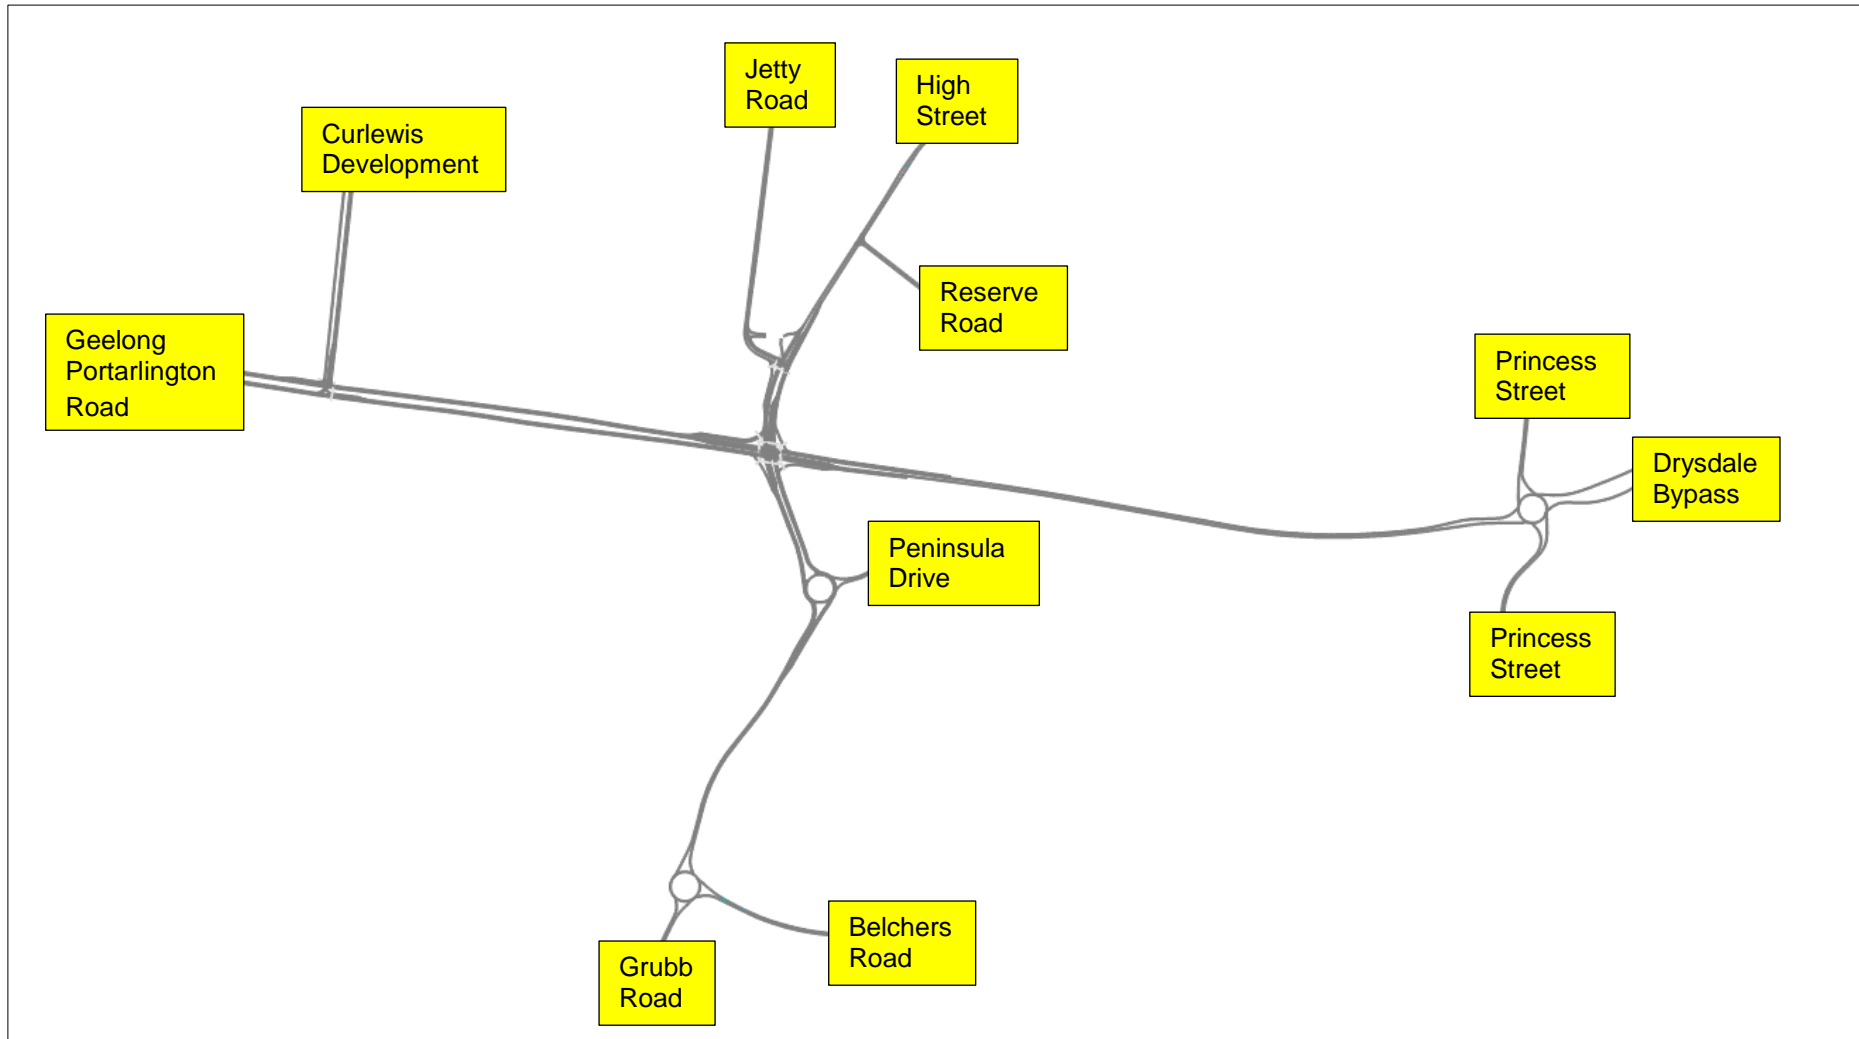 Jetty
Road
High
Street
Curlewis
Development
Reserve
Road
Geelong
Portarlington
Road
Princess
Street
Drysdale
Bypass
Peninsula
Drive
Princess
Street
Belchers
Road
Grubb
Road